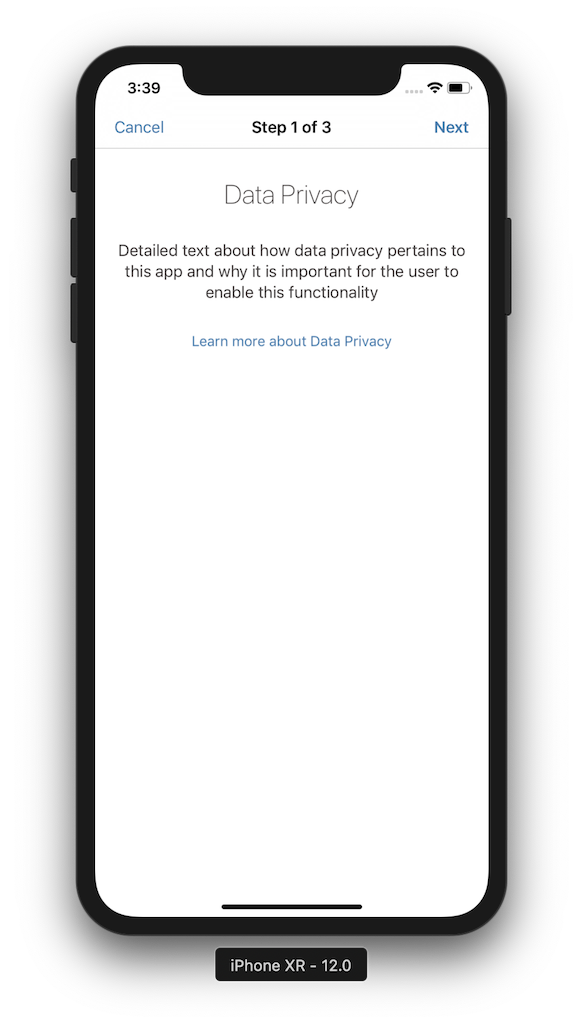 3:39
Cancel Step 1 of 3 Next
Data Privacy
Detailed text about how data privacy pertains to
this app and why it is important for the user to
enable this functionality
Learn more about Data Privacy
iPhone XR - 12.0